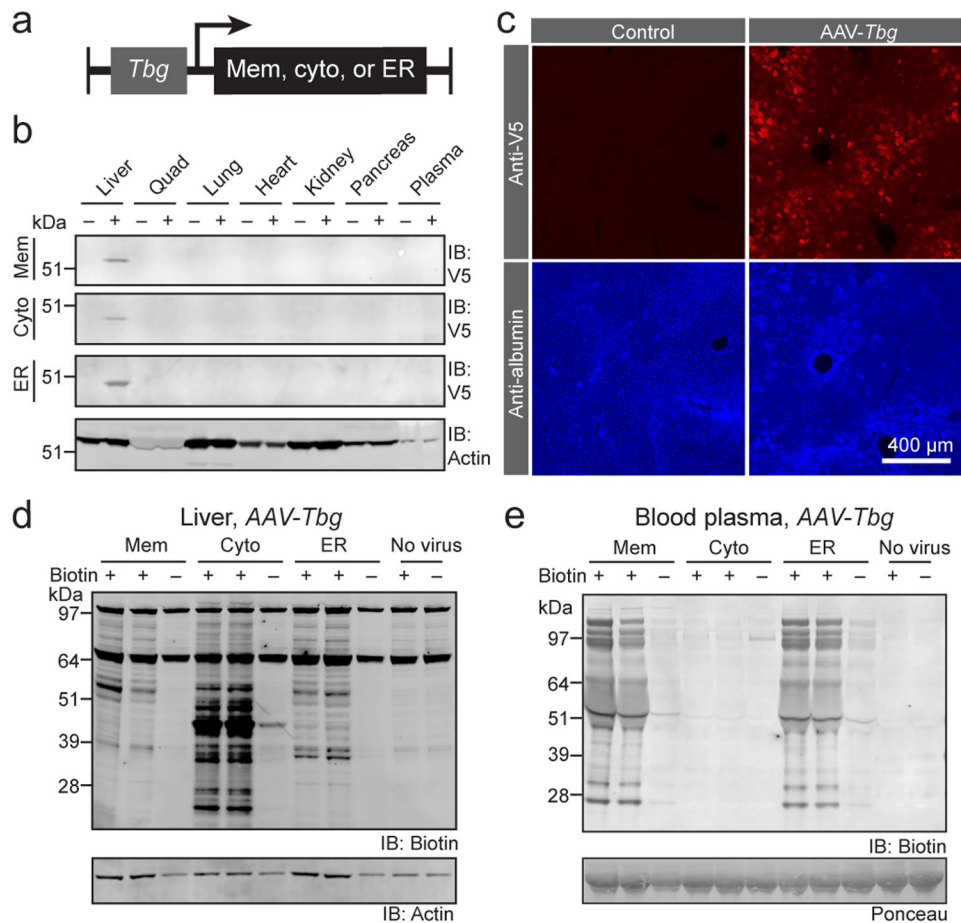 a
Tbg
Mem, cyto, or ER
b
Liver Quad Lung Heart Kidney Pancreas Plasma
kDa – + – + – + – + – + – + – +
Mem 51 IB: V5
Cyto 51 IB: V5
ER 51 IB: V5
51 IB: Actin
c
Control AAV-Tbg
Anti-V5
Anti-albumin
400 µm
d
Liver, AAV-Tbg
Mem Cyto ER No virus
Biotin + + – + + – + + – + –
kDa
97
64
51
39
28
IB: Biotin
IB: Actin
e
Blood plasma, AAV-Tbg
Mem Cyto ER No virus
Biotin + + – + + – + + – + –
kDa
97
64
51
39
28
IB: Biotin
Ponceau